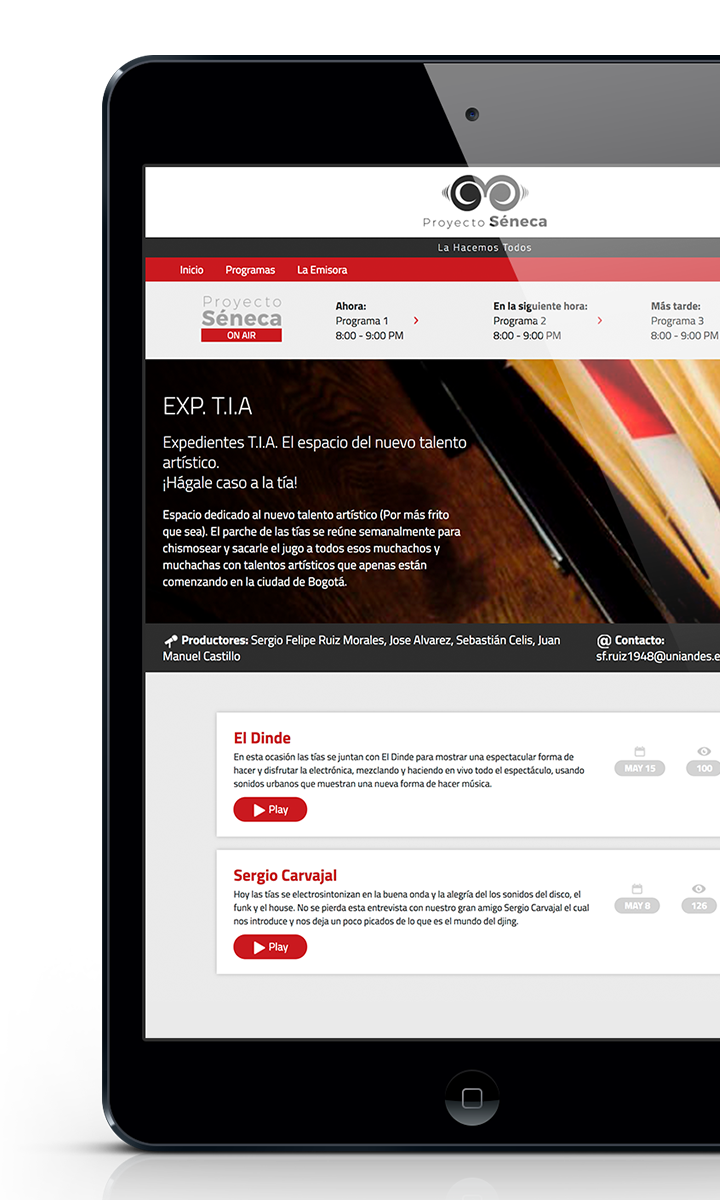 Proyecto Séneca
La Hacemos Todos
Inicio Programas La Emisora
Proyecto
Séneca
ON AIR
Ahora:
Programa 1
8:00 - 9:00 PM
En la siguiente hora:
Programa 2
8:00 - 9:00 PM
Más tarde:
Programa 3
8:00 - 9:00 PM
EXP. T.I.A
Expedientes T.I.A. El espacio del nuevo talento
artístico.
¡Hágale caso a la tía!
Espacio dedicado al nuevo talento artístico (Por más frito
que sea). El parche de las tías se reúne semanalmente para
chismosear y sacarle el jugo a todos esos muchachos y
muchachas con talentos artísticos que apenas están
comenzando en la ciudad de Bogotá.
Productores: Sergio Felipe Ruiz Morales, Jose Alvarez, Sebastián Celis, Juan
Manuel Castillo
@ Contacto:
sf.ruiz1948@uniandes.e
El Dinde
En esta ocasión las tías se juntan con El Dinde para mostrar una espectacular forma de
hacer y disfrutar la electrónica, mezclando y haciendo en vivo todo el espectáculo, usando
sonidos urbanos que muestran una nueva forma de hacer música.
Play
MAY 15
100
Sergio Carvajal
Hoy las tías se electrosintonizan en la buena onda y la alegría del los sonidos del disco, el
funk y el house. No se pierda esta entrevista con nuestro gran amigo Sergio Carvajal el cual
nos introduce y nos deja un poco picados de lo que es el mundo del djing.
Play
MAY 8
126